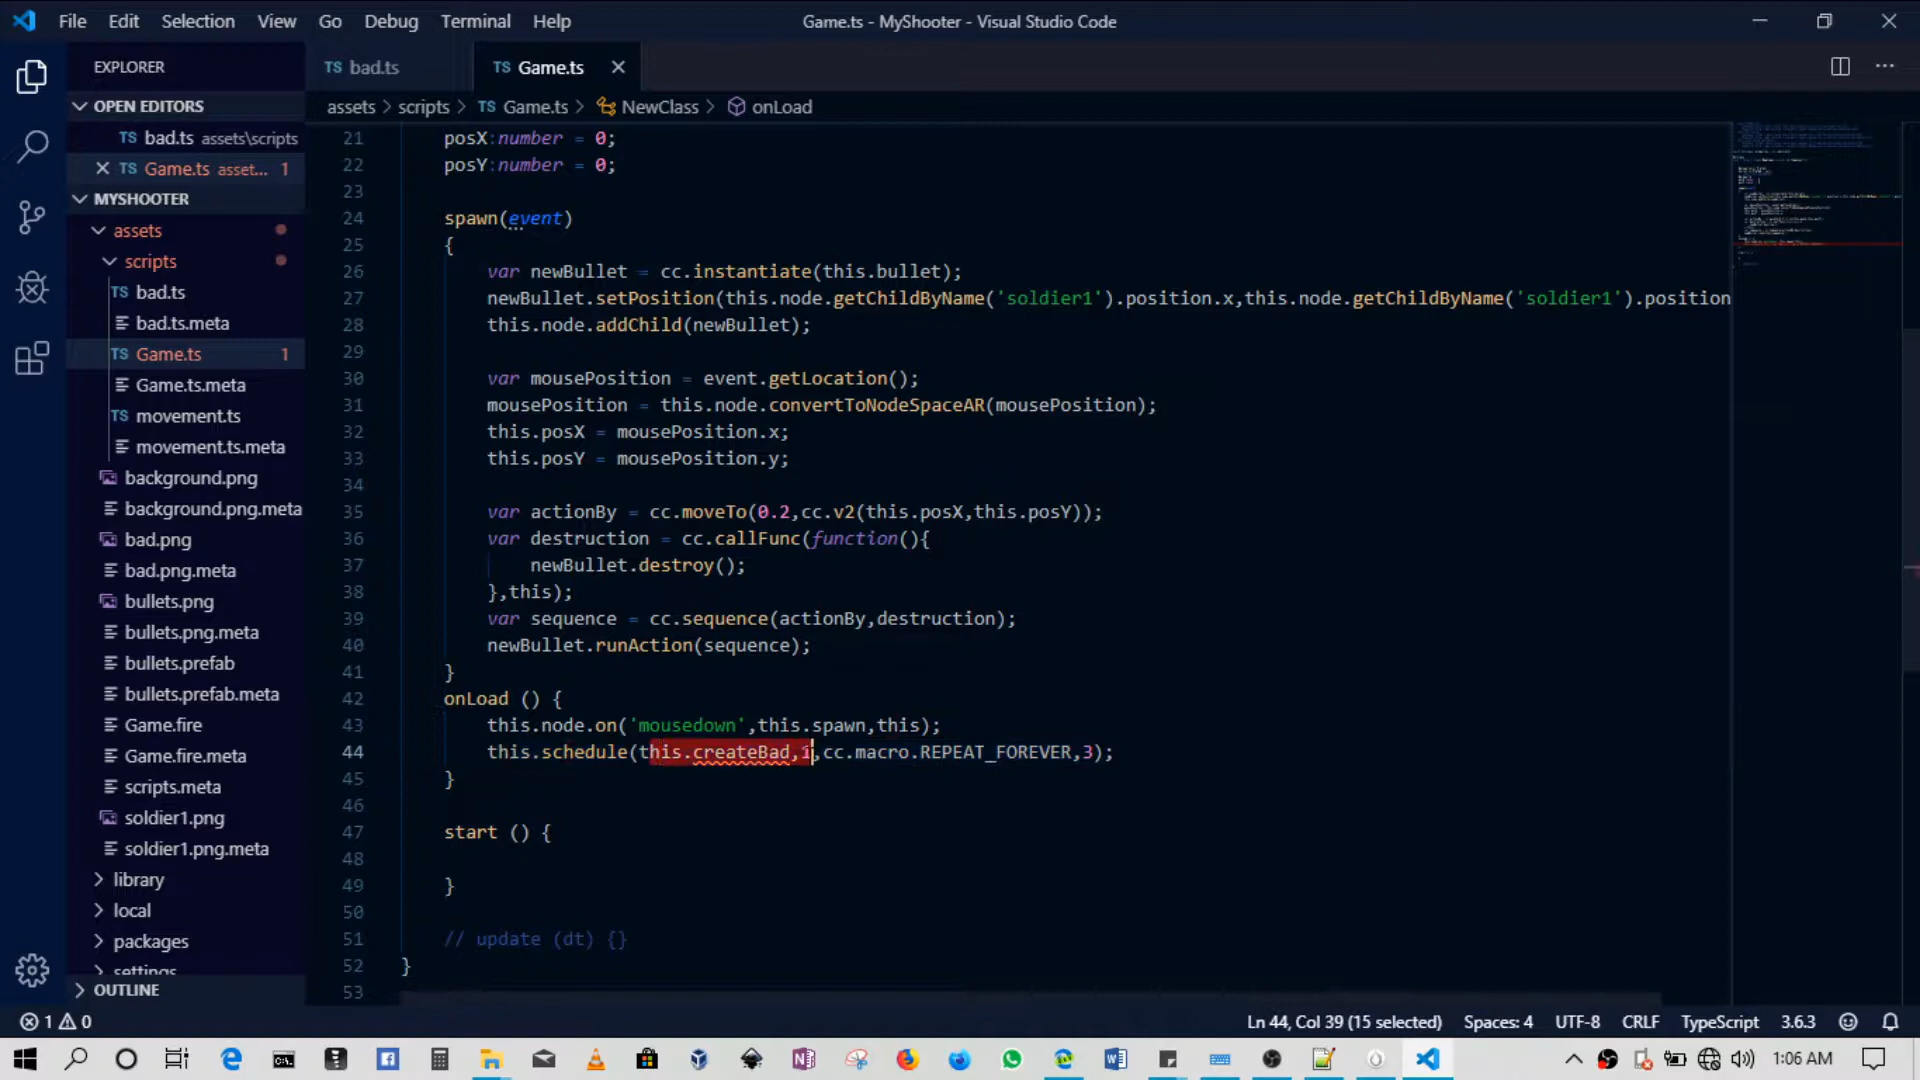 File Edit Selection View Go Debug Terminal Help
Game.ts - MyShooter - Visual Studio Code
EXPLORER
OPEN EDITORS
TS bad.ts assets\scripts
TS Game.ts asset... 1
MYSHOOTER
assets
scripts
TS bad.ts
bad.ts.meta
TS Game.ts 1
Game.ts.meta
TS movement.ts
movement.ts.meta
background.png
background.png.meta
bad.png
bad.png.meta
bullets.png
bullets.png.meta
bullets.prefab
bullets.prefab.meta
Game.fire
Game.fire.meta
scripts.meta
soldier1.png
soldier1.png.meta
library
local
packages
settings
OUTLINE
TS bad.ts TS Game.ts
assets > scripts > TS Game.ts > NewClass > onLoad
21 posX:number = 0;
22 posY:number = 0;
23
24 spawn(event)
25 {
26 var newBullet = cc.instantiate(this.bullet);
27 newBullet.setPosition(this.node.getChildByName('soldier1').position.x,this.node.getChildByName('soldier1').position
28 this.node.addChild(newBullet);
29
30 var mousePosition = event.getLocation();
31 mousePosition = this.node.convertToNodeSpaceAR(mousePosition);
32 this.posX = mousePosition.x;
33 this.posY = mousePosition.y;
34
35 var actionBy = cc.moveTo(0.2,cc.v2(this.posX,this.posY));
36 var destruction = cc.callFunc(function(){
37 newBullet.destroy();
38 },this);
39 var sequence = cc.sequence(actionBy,destruction);
40 newBullet.runAction(sequence);
41 }
42 onLoad () {
43 this.node.on('mousedown',this.spawn,this);
44 this.schedule(this.createBad,1,cc.macro.REPEAT_FOREVER,3);
45 }
46
47 start () {
48
49 }
50
51 // update (dt) {}
52 }
53
1 0
Ln 44, Col 39 (15 selected) Spaces: 4 UTF-8 CRLF TypeScript 3.6.3
1:06 AM